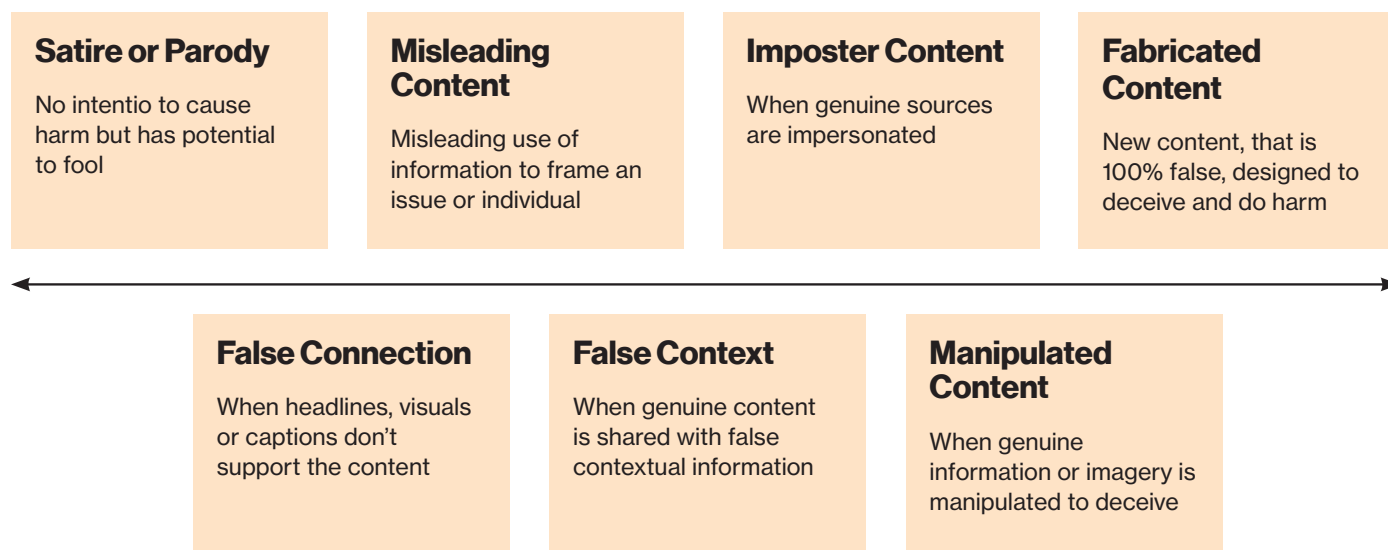 Satire or Parody
No intentio to cause
harm but has potential
to fool
Misleading
Content
Misleading use of
information to frame an
issue or individual
Imposter Content
When genuine sources
are impersonated
Fabricated
Content
New content, that is
100% false, designed to
deceive and do harm
False Connection
When headlines, visuals
or captions don’t
support the content
False Context
When genuine content
is shared with false
contextual information
Manipulated
Content
When genuine
information or imagery is
manipulated to deceive